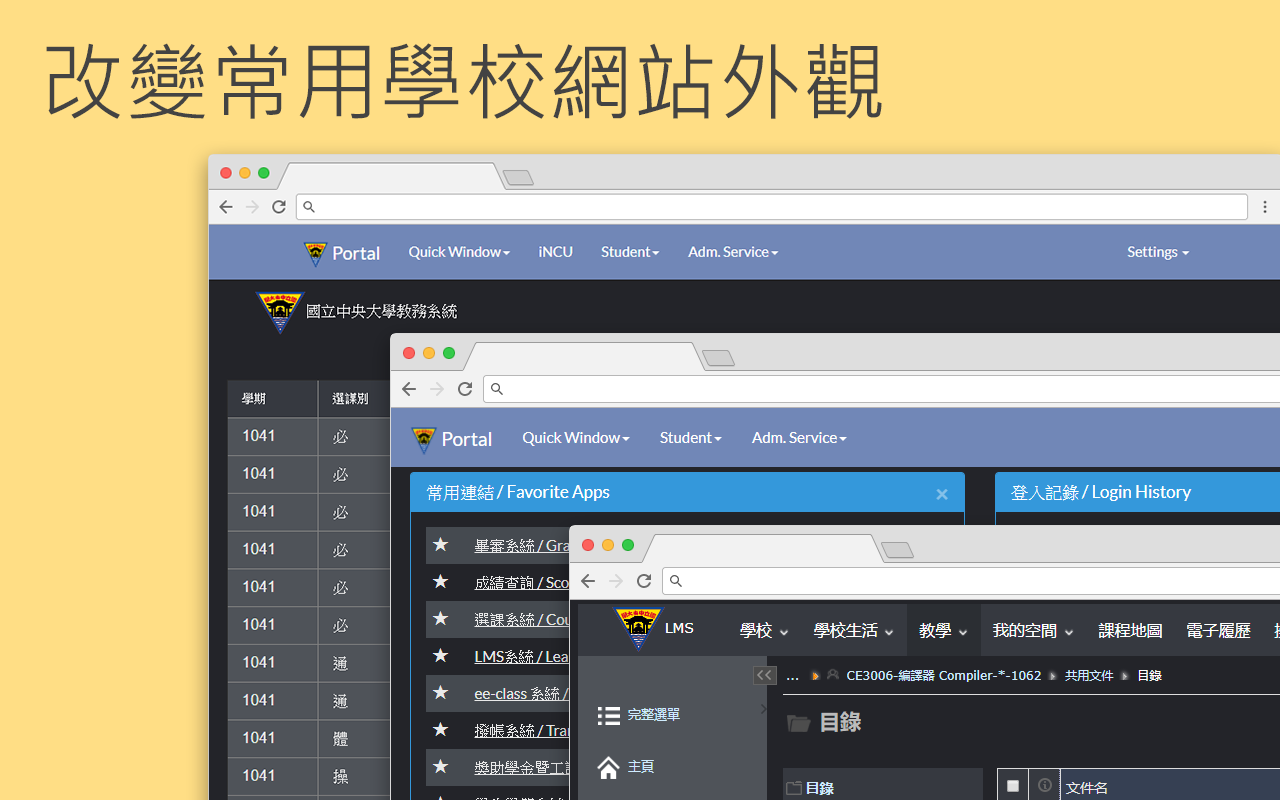 改變常用學校網站外觀
Portal Quick Window iNCU Student Adm. Service Settings
國立中央大學教務系統
學期 選課別
1041 必
1041 必
1041 必
1041 必
1041 必
1041 必
1041 通
1041 通
1041 體
1041 操
Portal Quick Window Student Adm. Service
常用連結 / Favorite Apps ×
登入記錄 / Login History
★ 畢審系統 / Gra
★ 成績查詢 / Sco
★ 選課系統 / Cou
★ LMS系統 / Lea
★ ee-class 系統 /
★ 撥帳系統 / Tran
★ 獎助學金暨工讀
LMS 學校 學校生活 教學 我的空間 課程地圖 電子履歷
... CE3006-編譯器 Compiler-*-1062 共用文件 目錄
完整選單
主頁
目錄
目錄
文件名